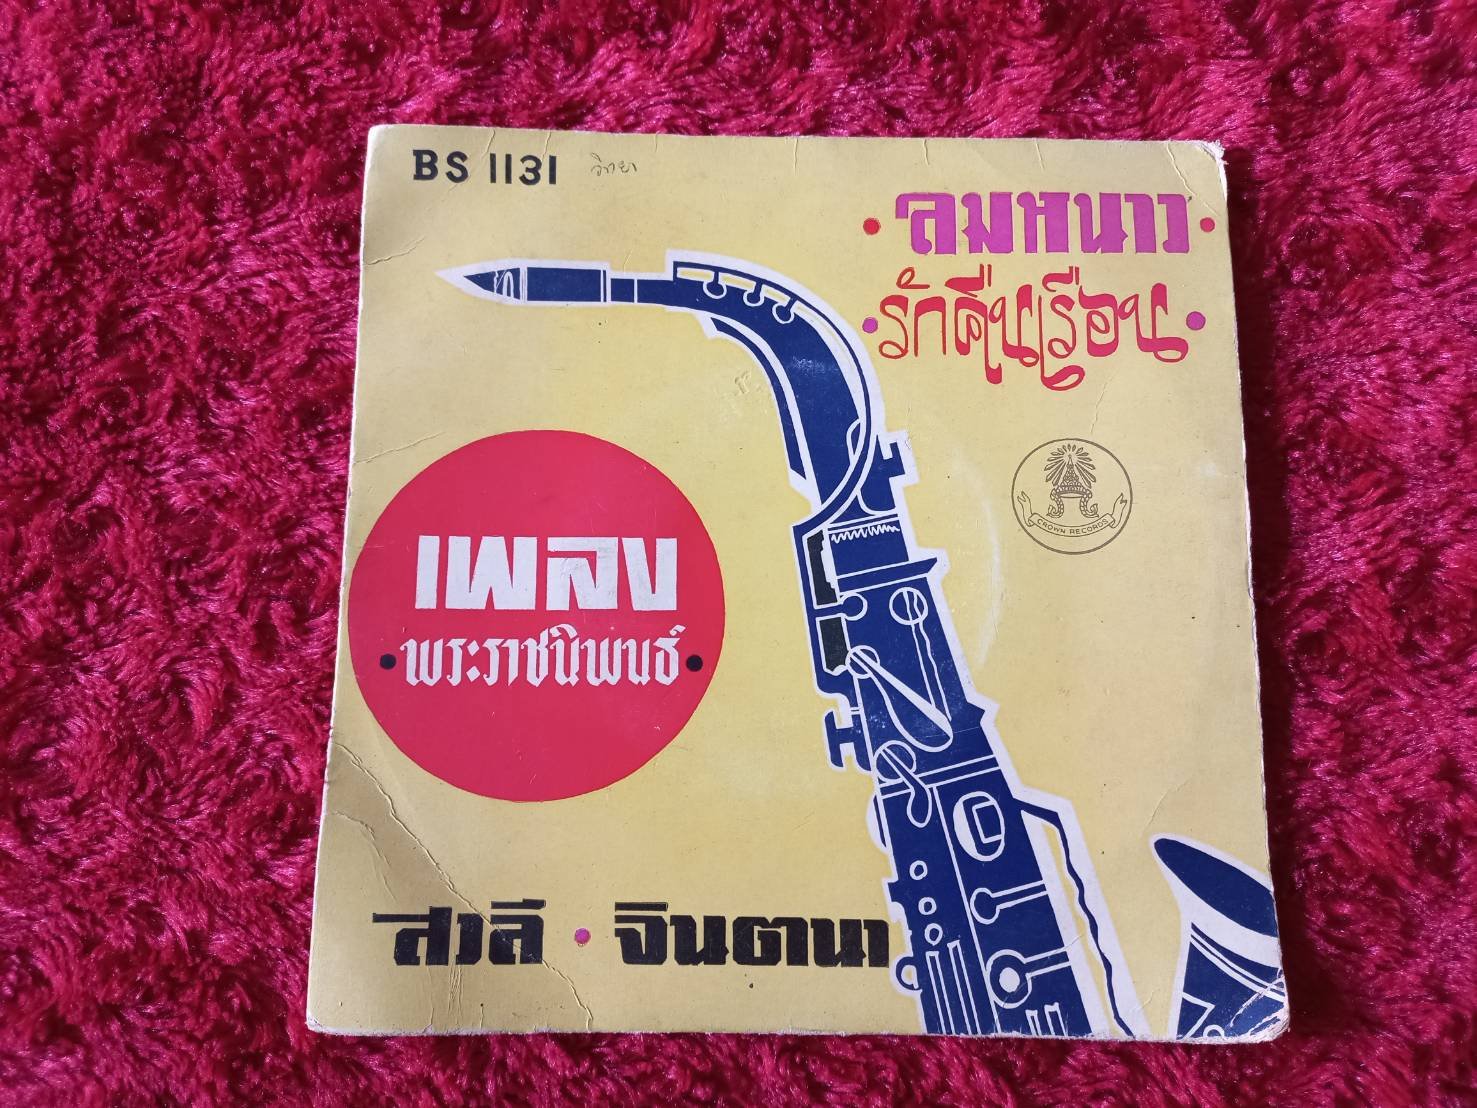 BS 1131 วิทยา
• ลมหนาว •
• รักคืนเรือน •
CROWN RECORDS
เพลง
• พระราชนิพนธ์ •
สวลี • จินตนา